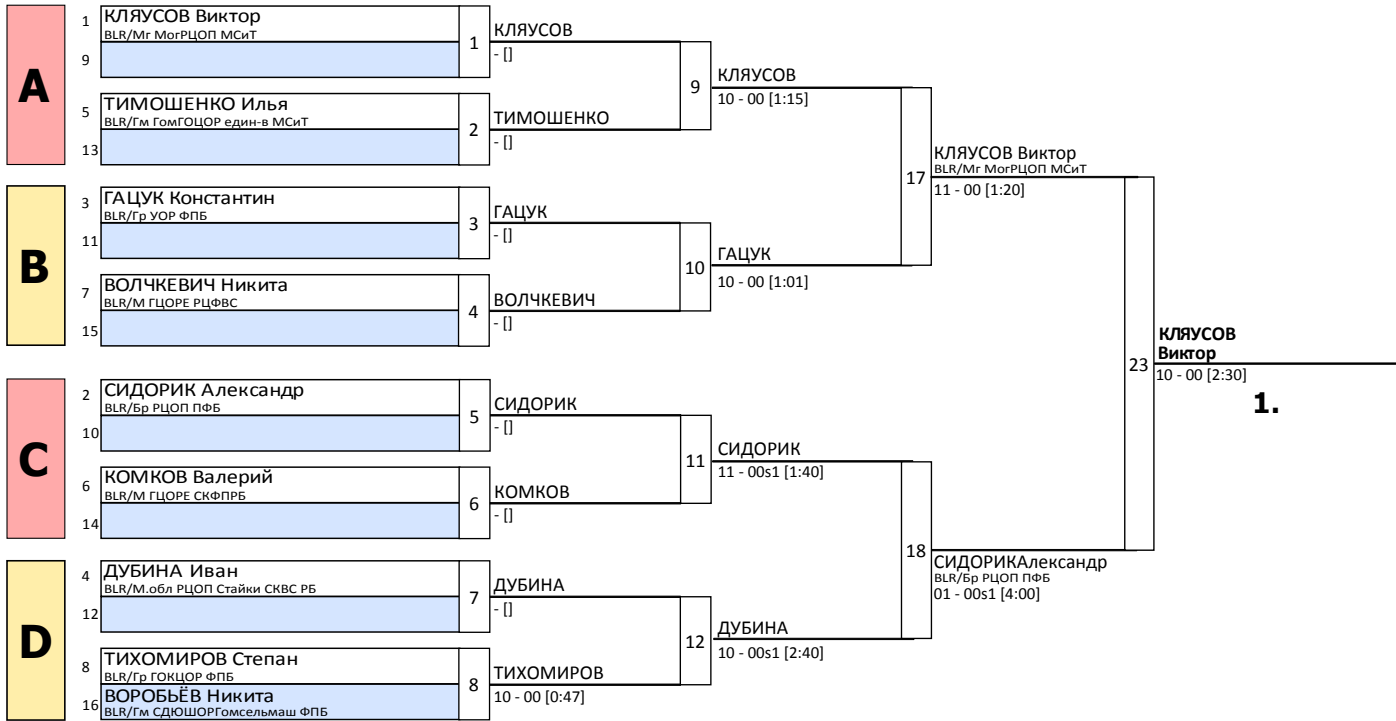 A
1
КЛЯУСОВ Виктор
BLR/Мг МогРЦОП МСиТ
9
1
КЛЯУСОВ
- []
5
ТИМОШЕНКО Илья
BLR/Гм ГомГОЦОР един-в МСиТ
13
2
ТИМОШЕНКО
- []
9
КЛЯУСОВ
10 - 00 [1:15]
B
3
ГАЦУК Константин
BLR/Гр УОР ФПБ
11
3
ГАЦУК
- []
7
ВОЛЧКЕВИЧ Никита
BLR/М ГЦОРЕ РЦФВС
15
4
ВОЛЧКЕВИЧ
- []
10
ГАЦУК
10 - 00 [1:01]
17
КЛЯУСОВ Виктор
BLR/Мг МогРЦОП МСиТ
11 - 00 [1:20]
C
2
СИДОРИК Александр
BLR/Бр РЦОП ПФБ
10
5
СИДОРИК
- []
6
КОМКОВ Валерий
BLR/М ГЦОРЕ СКФПРБ
14
6
КОМКОВ
- []
11
СИДОРИК
11 - 00s1 [1:40]
D
4
ДУБИНА Иван
BLR/М.обл РЦОП Стайки СКВС РБ
12
7
ДУБИНА
- []
8
ТИХОМИРОВ Степан
BLR/Гр ГОКЦОР ФПБ
16
ВОРОБЬЁВ Никита
BLR/Гм СДЮШОРГомсельмаш ФПБ
8
ТИХОМИРОВ
10 - 00 [0:47]
12
ДУБИНА
10 - 00s1 [2:40]
18
СИДОРИКАлександр
BLR/Бр РЦОП ПФБ
01 - 00s1 [4:00]
23
КЛЯУСОВ
Виктор
10 - 00 [2:30]
1.